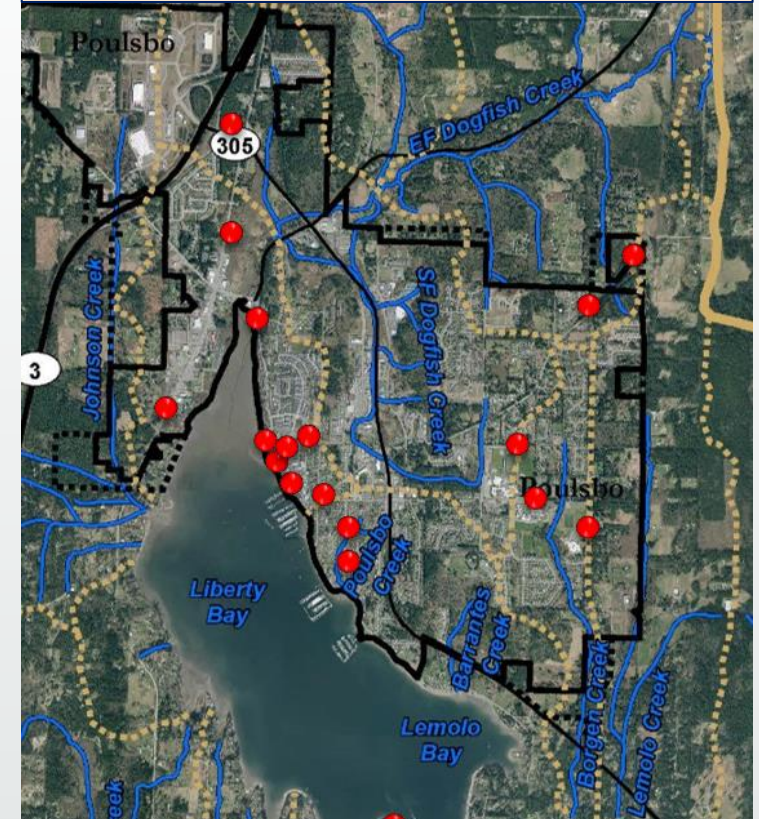 Poulsbo
EF Dogfish Creek
305
Johnson Creek
SF Dogfish Creek
3
Poulsbo
Poulsbo
Creek
Liberty
Bay
Barrantes
Creek
Borgen Creek
Lemolo Creek
Lemolo
Bay
eek